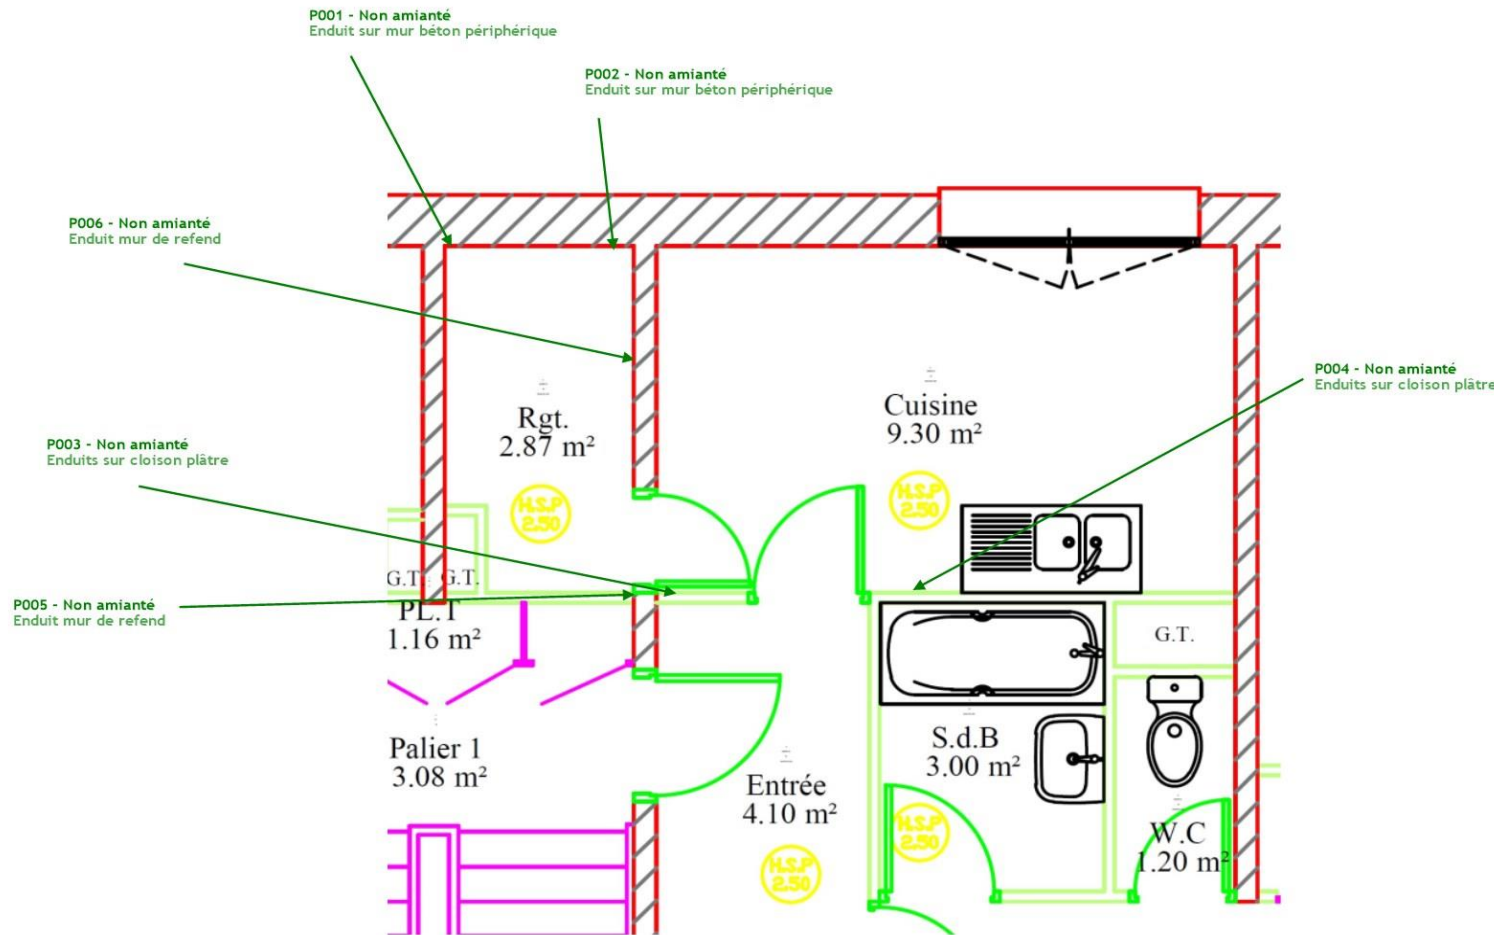 P001 - Non amianté
Enduit sur mur béton périphérique
P002 - Non amianté
Enduit sur mur béton périphérique
P006 - Non amianté
Enduit mur de refend
P004 - Non amianté
Enduits sur cloison plâtre
Cuisine
9.30 m²
Rgt.
2.87 m²
P003 - Non amianté
Enduits sur cloison plâtre
H.S.P
2.50
H.S.P
2.50
G.T.
G.T.
P005 - Non amianté
Enduit mur de refend
PL.T
1.16 m²
G.T.
Palier 1
3.08 m²
S.d.B
3.00 m²
Entrée
4.10 m²
H.S.P
2.50
W.C
1.20 m²
H.S.P
2.50